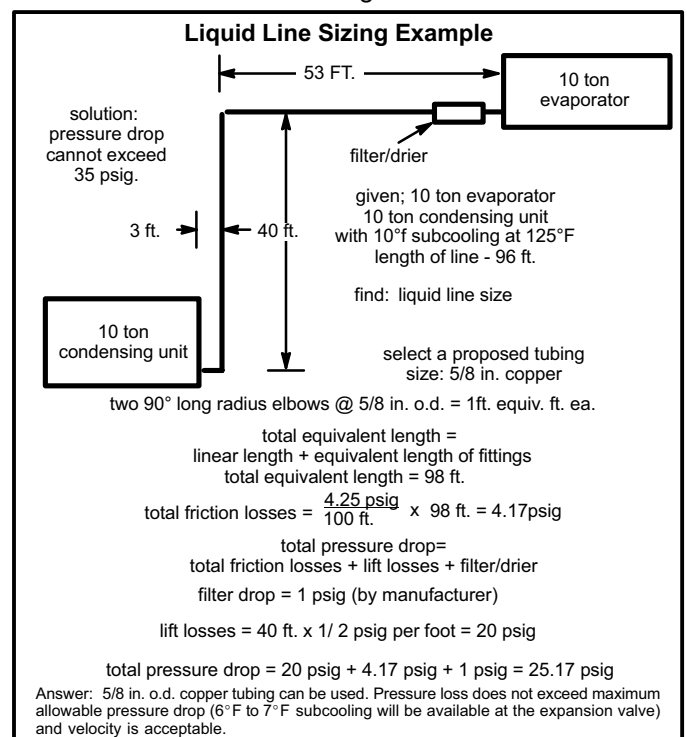 Liquid Line Sizing Example
53 FT.
10 ton
evaporator
solution:
pressure drop
cannot exceed
35 psig.
filter/drier
given; 10 ton evaporator
10 ton condensing unit
with 10°f subcooling at 125°F
length of line - 96 ft.
3 ft.
40 ft.
find: liquid line size
10 ton
condensing unit
select a proposed tubing
size: 5/8 in. copper
two 90° long radius elbows @ 5/8 in. o.d. = 1ft. equiv. ft. ea.
total equivalent length =
linear length + equivalent length of fittings
total equivalent length = 98 ft.
total friction losses = 4.25 psig / 100 ft. x 98 ft. = 4.17psig
total pressure drop=
total friction losses + lift losses + filter/drier
filter drop = 1 psig (by manufacturer)
lift losses = 40 ft. x 1/ 2 psig per foot = 20 psig
total pressure drop = 20 psig + 4.17 psig + 1 psig = 25.17 psig
Answer: 5/8 in. o.d. copper tubing can be used. Pressure loss does not exceed maximum
allowable pressure drop (6°F to 7°F subcooling will be available at the expansion valve)
and velocity is acceptable.